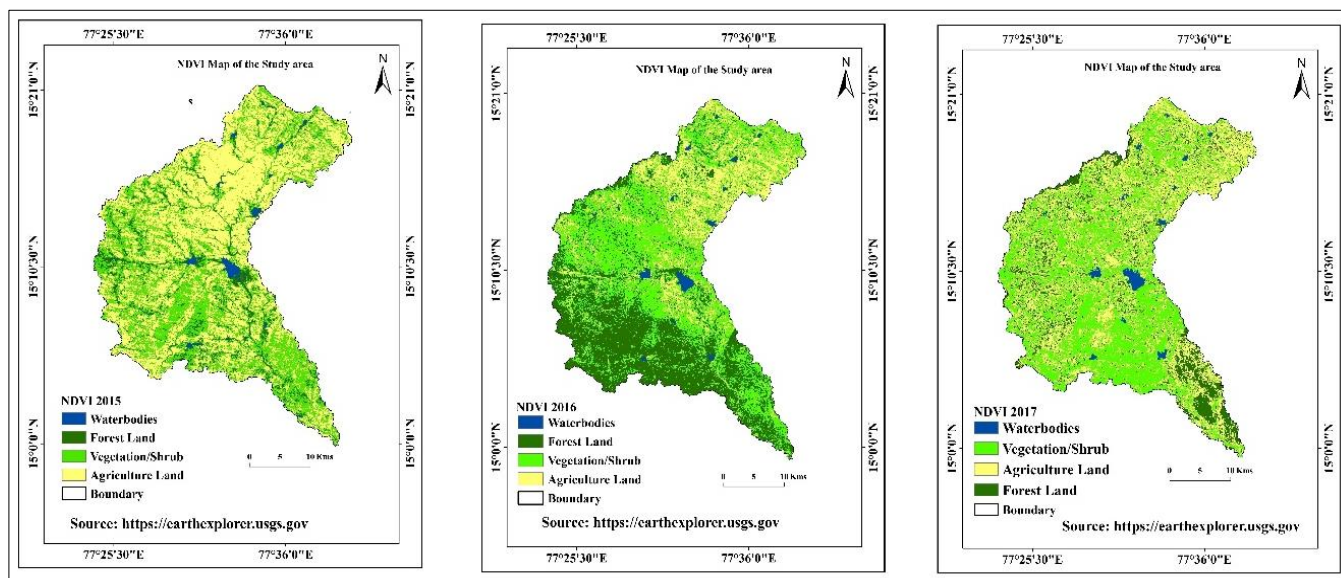 77°25'30"E 77°36'0"E
NDVI Map of the Study area
N
s
15°21'0"N
15°21'0"N
15°10'30"N
15°10'30"N
15°0'0"N
15°0'0"N
NDVI 2015
Waterbodies
Forest Land
Vegetation/Shrub
Agriculture Land
Boundary
0 5 10 Kms
Source: https://earthexplorer.usgs.gov
77°25'30"E 77°36'0"E
77°25'30"E 77°36'0"E
NDVI Map of the Study area
N
15°21'0"N
15°21'0"N
15°10'30"N
15°10'30"N
15°0'0"N
15°0'0"N
NDVI 2016
Waterbodies
Forest Land
Vegetation/Shrub
Agriculture Land
Boundary
0 5 10 Kms
Source: https://earthexplorer.usgs.gov
77°25'30"E 77°36'0"E
77°25'30"E 77°36'0"E
NDVI Map of the Study area
N
15°21'0"N
15°21'0"N
15°10'30"N
15°10'30"N
15°0'0"N
15°0'0"N
NDVI 2017
Waterbodies
Vegetation/Shrub
Agriculture Land
Forest Land
Boundary
0 5 10 Kms
Source: https://earthexplorer.usgs.gov
77°25'30"E 77°36'0"E